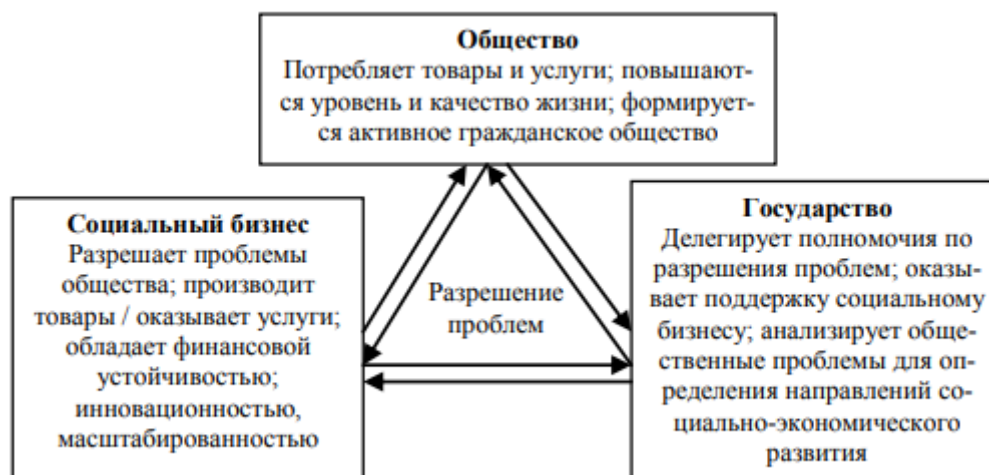 Общество
Потребляет товары и услуги; повышают-
ся уровень и качество жизни; формирует-
ся активное гражданское общество
Социальный бизнес
Разрешает проблемы
общества; производит
товары / оказывает услуги;
обладает финансовой
устойчивостью;
инновационностью,
масштабированностью
Разрешение
проблем
Государство
Делегирует полномочия по
разрешения проблем; оказы-
вает поддержку социальному
бизнесу; анализирует обще-
ственные проблемы для оп-
ределения направлений со-
циально-экономического
развития